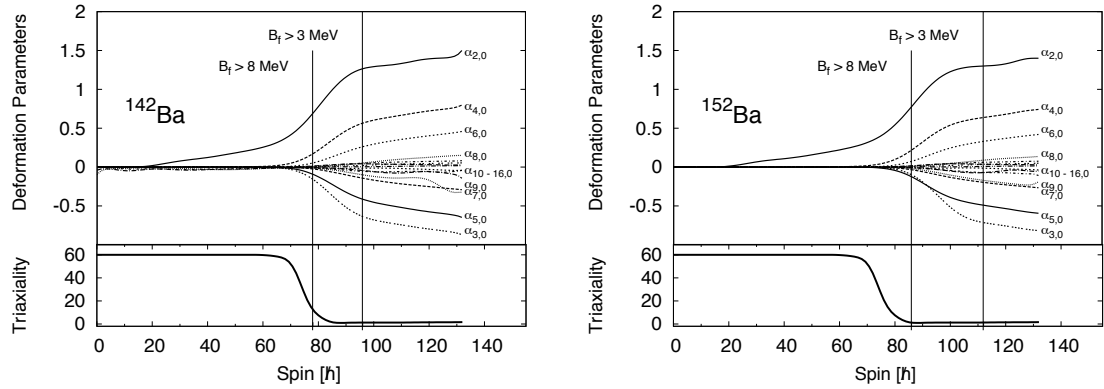 2
1.5
1
0.5
0
-0.5
Deformation Parameters
B_f > 3 MeV
B_f > 8 MeV
¹⁴²Ba
α_{2,0}
α_{4,0}
α_{6,0}
α_{8,0}
α_{10 - 16,0}
α_{9,0}
α_{7,0}
α_{5,0}
α_{3,0}
60
40
20
0
Triaxiality
0 20 40 60 80 100 120 140
Spin [ℏ]
2
1.5
1
0.5
0
-0.5
Deformation Parameters
B_f > 3 MeV
B_f > 8 MeV
¹⁵²Ba
α_{2,0}
α_{4,0}
α_{6,0}
α_{8,0}
α_{10 - 16,0}
α_{9,0}
α_{7,0}
α_{5,0}
α_{3,0}
60
40
20
0
Triaxiality
0 20 40 60 80 100 120 140
Spin [ℏ]